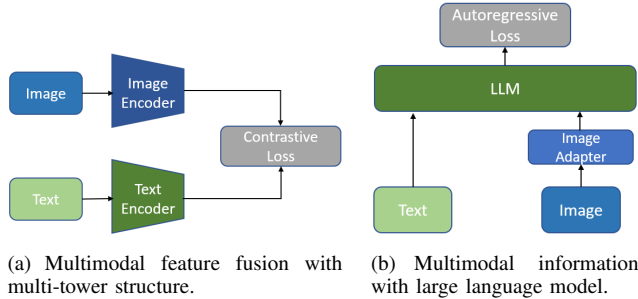 Image
Image
Encoder
Contrastive
Loss
Text
Text
Encoder
(a) Multimodal feature fusion with
multi-tower structure.
Autoregressive
Loss
LLM
Image
Adapter
Text
Image
(b) Multimodal information
with large language model.